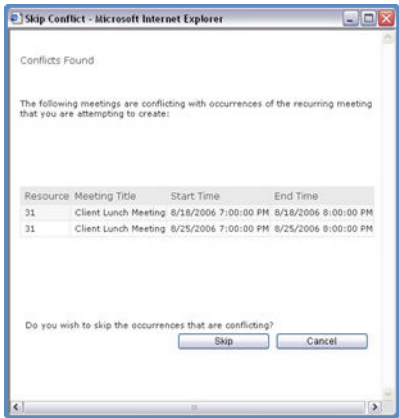 Skip Conflict - Microsoft Internet Explorer
Conflicts Found
The following meetings are conflicting with occurrences of the recurring meeting
that you are attempting to create:
Resource Meeting Title Start Time End Time
31 Client Lunch Meeting 8/18/2006 7:00:00 PM 8/18/2006 8:00:00 PM
31 Client Lunch Meeting 8/25/2006 7:00:00 PM 8/25/2006 8:00:00 PM
Do you wish to skip the occurrences that are conflicting?
Skip Cancel